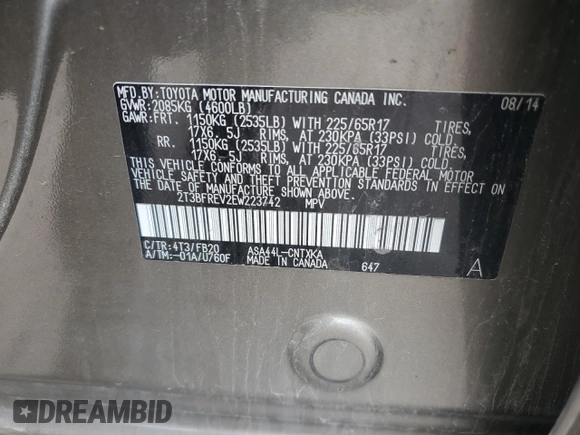 MFD.BY:TOYOTA MOTOR MANUFACTURING CANADA INC. 08/14
GVWR:2085KG (4600LB)
GAWR:FRT. 1150KG (2535LB) WITH 225/65R17 TIRES,
17X6.5J RIMS, AT 230KPA (33PSI) COLD
RR. 1150KG (2535LB) WITH 225/65R17 TIRES,
17X6.5J RIMS, AT 230KPA (33PSI) COLD.
THIS VEHICLE CONFORMS TO ALL APPLICABLE FEDERAL MOTOR
VEHICLE SAFETY AND THEFT PREVENTION STANDARDS IN EFFECT
ON THE DATE OF MANUFACTURE SHOWN ABOVE.
2T3BFREV2EW223742 MPV
C/TR:4T3/FB20 ASA44L-CNTXKA
A/TM:-01A/U760F MADE IN CANADA 647 A
DREAMBID